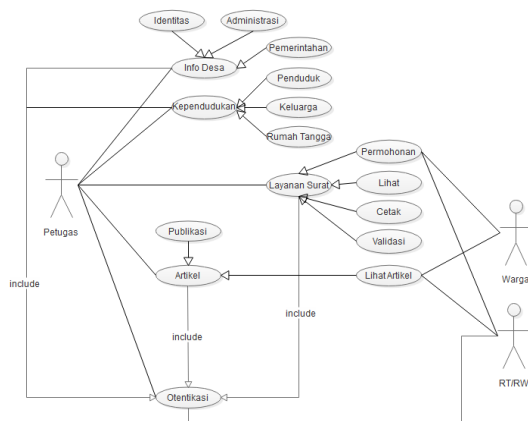 Identitas
Administrasi
Pemerintahan
Info Desa
Penduduk
Kependudukan
Keluarga
Rumah Tangga
Permohonan
Layanan Surat
Lihat
Cetak
Petugas
Publikasi
Validasi
Artikel
Lihat Artikel
Warga
include
include
include
RT/RW
Otentikasi